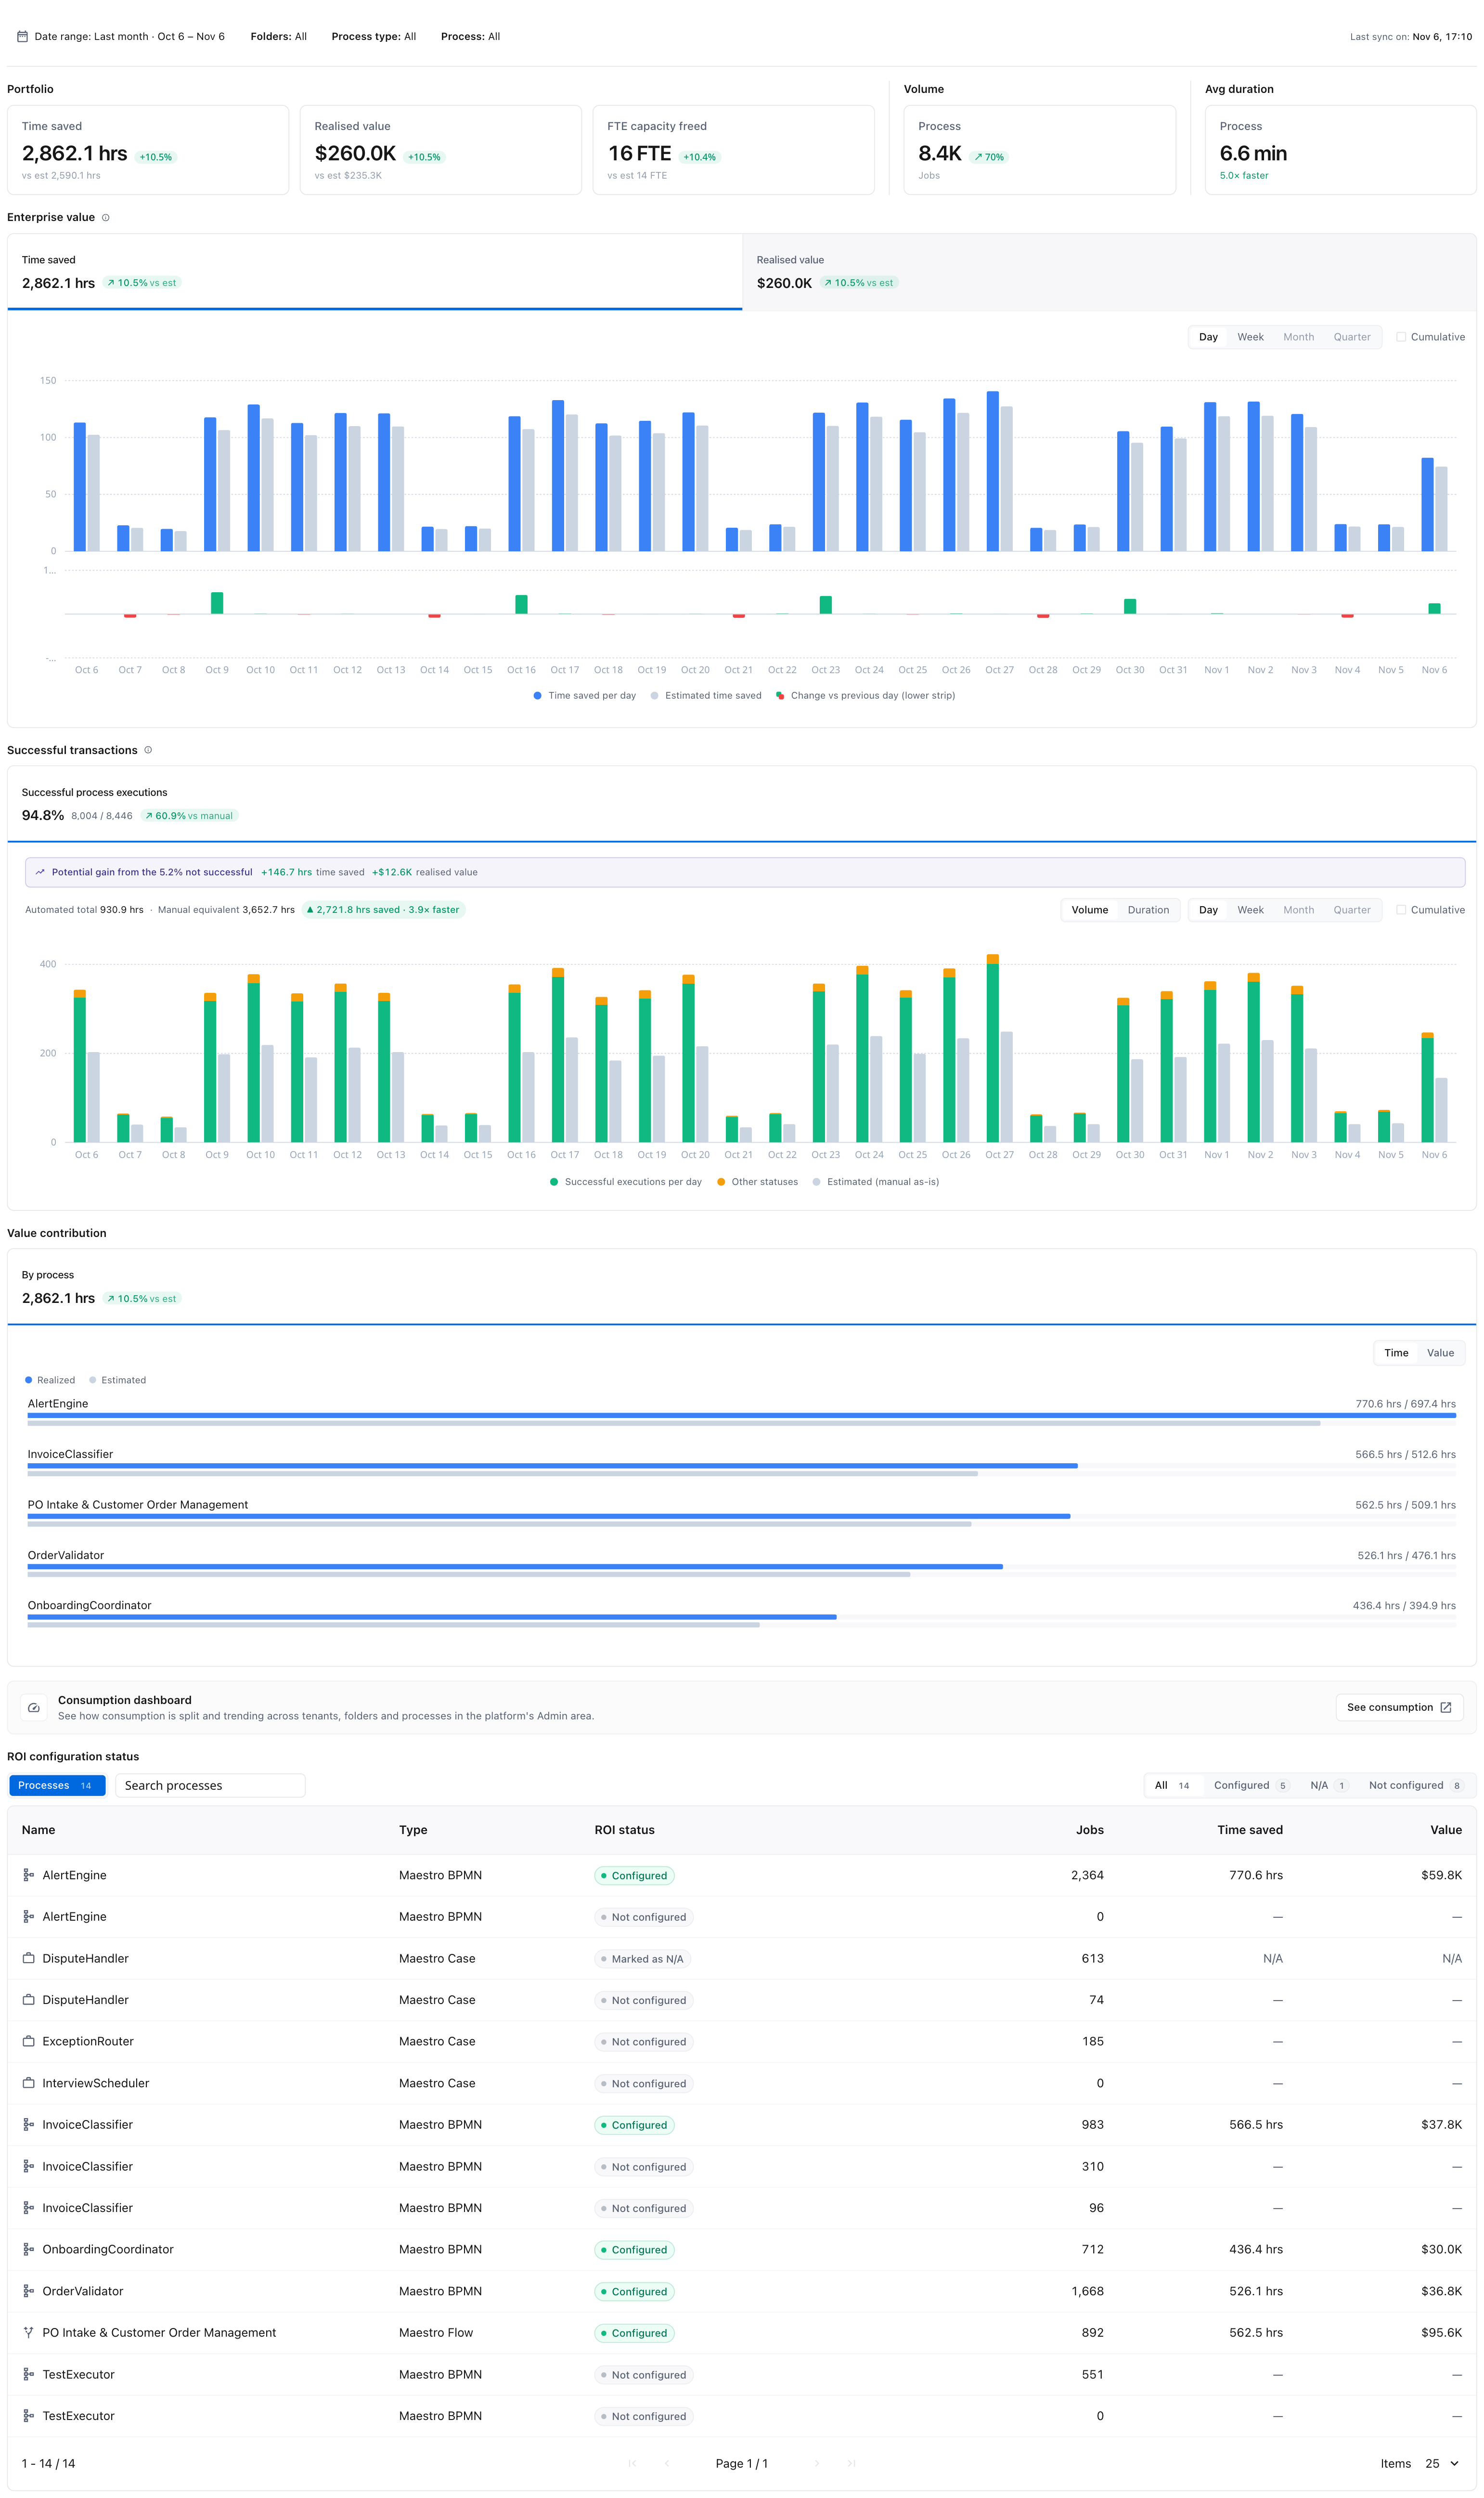 Date range: Last month · Oct 6 – Nov 6 Folders: All Process type: All Process: All Last sync on: Nov 6, 17:10
Portfolio Volume Avg duration
Time saved Realised value FTE capacity freed Process Process
2,862.1 hrs +10.5% $260.0K +10.5% 16 FTE +10.4% 8.4K ↗ 70% 6.6 min
vs est 2,590.1 hrs vs est $235.3K vs est 14 FTE Jobs 5.0× faster
Enterprise value
Time saved Realised value
2,862.1 hrs ↗ 10.5% vs est $260.0K ↗ 10.5% vs est
Day Week Month Quarter Cumulative
150
100
50
0
1...
-...
Oct 6 Oct 7 Oct 8 Oct 9 Oct 10 Oct 11 Oct 12 Oct 13 Oct 14 Oct 15 Oct 16 Oct 17 Oct 18 Oct 19 Oct 20 Oct 21 Oct 22 Oct 23 Oct 24 Oct 25 Oct 26 Oct 27 Oct 28 Oct 29 Oct 30 Oct 31 Nov 1 Nov 2 Nov 3 Nov 4 Nov 5 Nov 6
Time saved per day Estimated time saved Change vs previous day (lower strip)
Successful transactions
Successful process executions
94.8% 8,004 / 8,446 ↗ 60.9% vs manual
Potential gain from the 5.2% not successful +146.7 hrs time saved +$12.6K realised value
Automated total 930.9 hrs · Manual equivalent 3,652.7 hrs ▲ 2,721.8 hrs saved · 3.9× faster Volume Duration Day Week Month Quarter Cumulative
400
200
0
Oct 6 Oct 7 Oct 8 Oct 9 Oct 10 Oct 11 Oct 12 Oct 13 Oct 14 Oct 15 Oct 16 Oct 17 Oct 18 Oct 19 Oct 20 Oct 21 Oct 22 Oct 23 Oct 24 Oct 25 Oct 26 Oct 27 Oct 28 Oct 29 Oct 30 Oct 31 Nov 1 Nov 2 Nov 3 Nov 4 Nov 5 Nov 6
Successful executions per day Other statuses Estimated (manual as-is)
Value contribution
By process
2,862.1 hrs ↗ 10.5% vs est
Time Value
Realized Estimated
AlertEngine 770.6 hrs / 697.4 hrs
InvoiceClassifier 566.5 hrs / 512.6 hrs
PO Intake & Customer Order Management 562.5 hrs / 509.1 hrs
OrderValidator 526.1 hrs / 476.1 hrs
OnboardingCoordinator 436.4 hrs / 394.9 hrs
Consumption dashboard
See how consumption is split and trending across tenants, folders and processes in the platform's Admin area. See consumption
ROI configuration status
Processes 14 Search processes All 14 Configured 5 N/A 1 Not configured 8
Name Type ROI status Jobs Time saved Value
AlertEngine Maestro BPMN Configured 2,364 770.6 hrs $59.8K
AlertEngine Maestro BPMN Not configured 0 — —
DisputeHandler Maestro Case Marked as N/A 613 N/A N/A
DisputeHandler Maestro Case Not configured 74 — —
ExceptionRouter Maestro Case Not configured 185 — —
InterviewScheduler Maestro Case Not configured 0 — —
InvoiceClassifier Maestro BPMN Configured 983 566.5 hrs $37.8K
InvoiceClassifier Maestro BPMN Not configured 310 — —
InvoiceClassifier Maestro BPMN Not configured 96 — —
OnboardingCoordinator Maestro BPMN Configured 712 436.4 hrs $30.0K
OrderValidator Maestro BPMN Configured 1,668 526.1 hrs $36.8K
PO Intake & Customer Order Management Maestro Flow Configured 892 562.5 hrs $95.6K
TestExecutor Maestro BPMN Not configured 551 — —
TestExecutor Maestro BPMN Not configured 0 — —
1 - 14 / 14 Page 1 / 1 Items 25